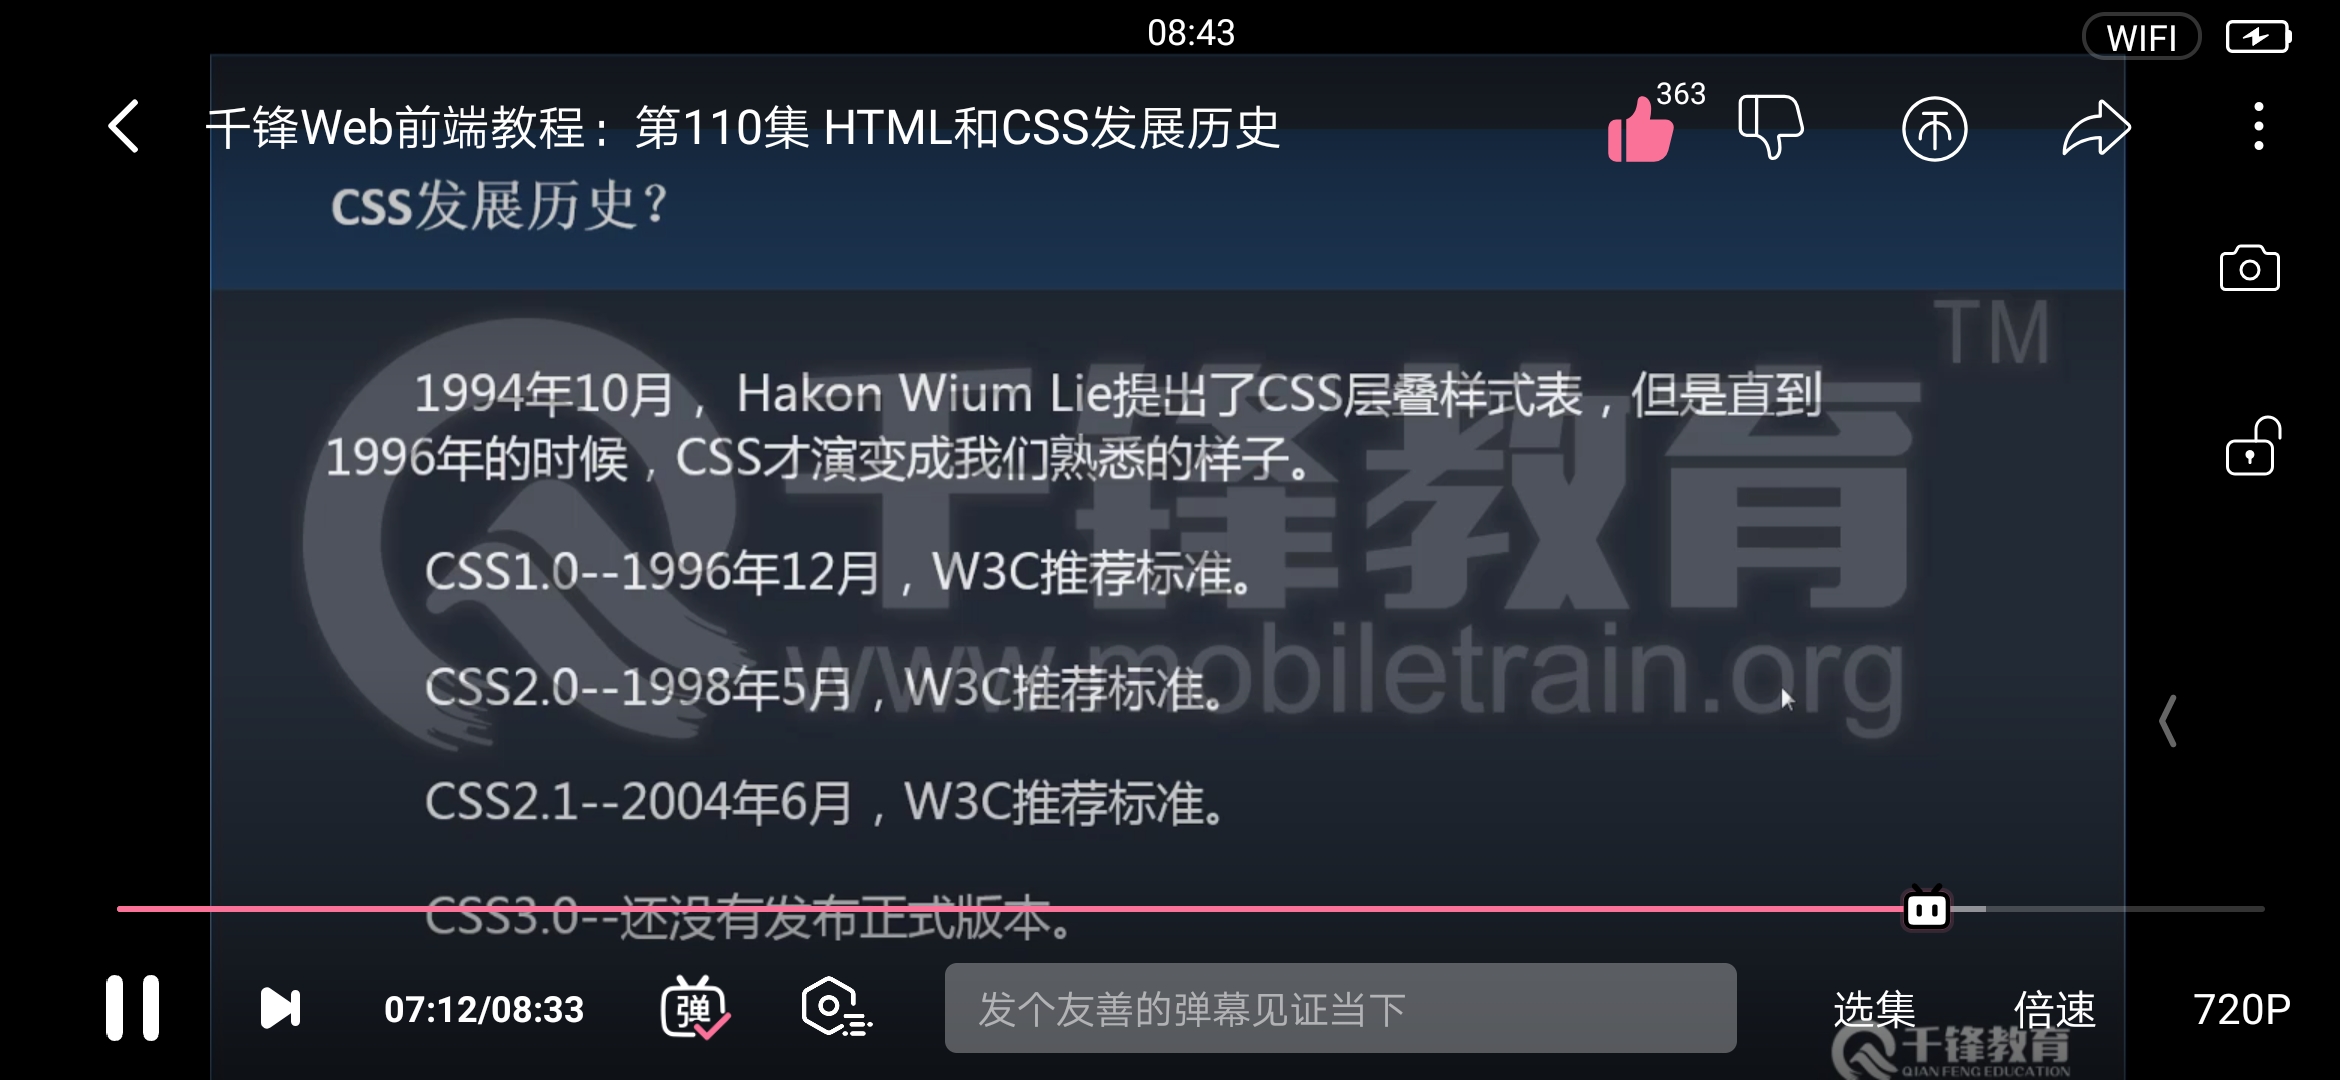 08:43
WIFI
千锋Web前端教程：第110集 HTML和CSS发展历史
363
CSS发展历史?
TM
千锋教育
www.mobiletrain.org
1994年10月， Hakon Wium Lie提出了CSS层叠样式表，但是直到
1996年的时候，CSS才演变成我们熟悉的样子。
CSS1.0--1996年12月，W3C推荐标准。
CSS2.0--1998年5月，W3C推荐标准。
CSS2.1--2004年6月，W3C推荐标准。
CSS3.0--还没有发布正式版本。
07:12/08:33
弹
发个友善的弹幕见证当下
选集
倍速
720P
千锋教育
QIANFENG EDUCATION